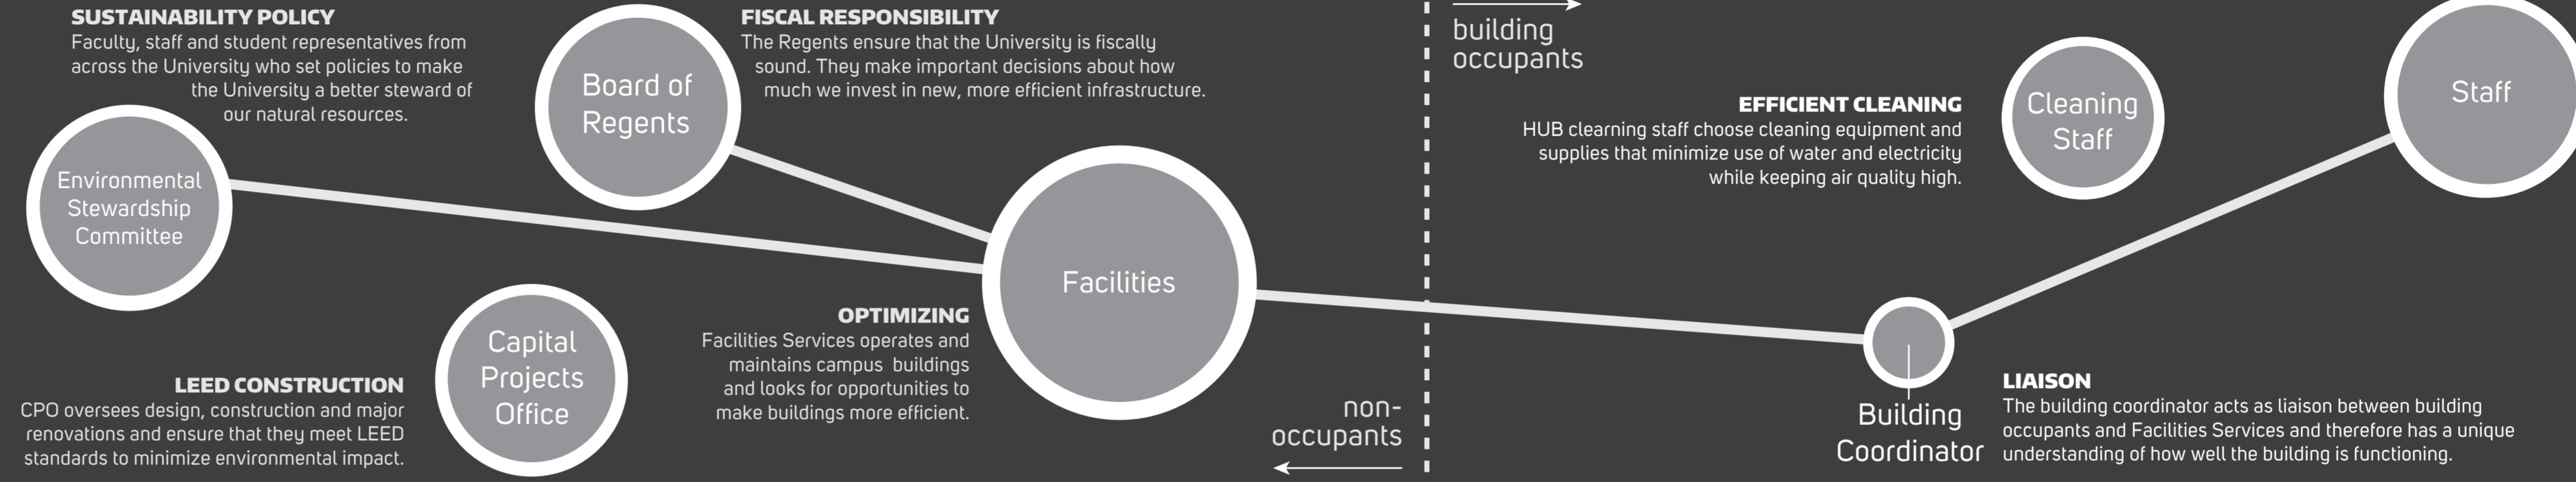 SUSTAINABILITY POLICY
Faculty, staff and student representatives from
across the University who set policies to make
the University a better steward of
our natural resources.
Environmental
Stewardship
Committee
Board of
Regents
FISCAL RESPONSIBILITY
The Regents ensure that the University is fiscally
sound. They make important decisions about how
much we invest in new, more efficient infrastructure.
LEED CONSTRUCTION
CPO oversees design, construction and major
renovations and ensure that they meet LEED
standards to minimize environmental impact.
Capital
Projects
Office
OPTIMIZING
Facilities Services operates and
maintains campus buildings
and looks for opportunities to
make buildings more efficient.
Facilities
non-
occupants
building
occupants
EFFICIENT CLEANING
HUB clearning staff choose cleaning equipment and
supplies that minimize use of water and electricity
while keeping air quality high.
Cleaning
Staff
Staff
Building
Coordinator
LIAISON
The building coordinator acts as liaison between building
occupants and Facilities Services and therefore has a unique
understanding of how well the building is functioning.